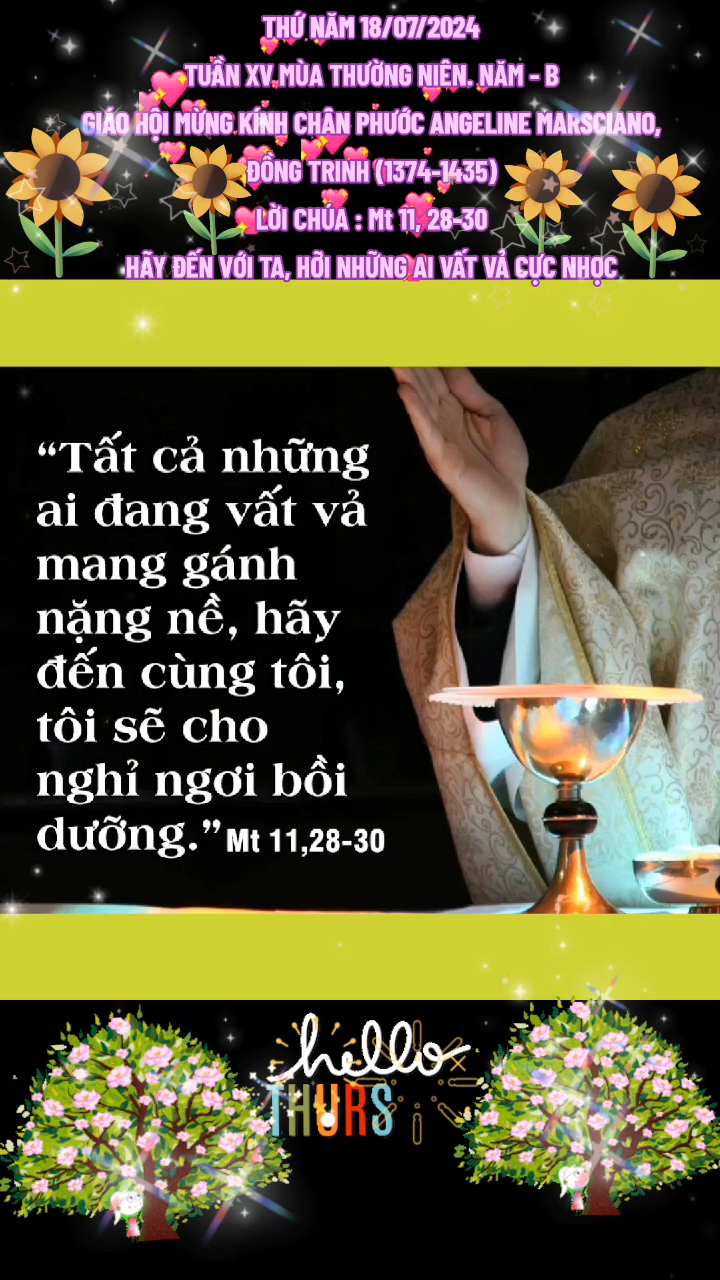 THỨ NĂM 18/07/2024
TUẦN XV MÙA THƯỜNG NIÊN. NĂM - B
GIÁO HỘI MỪNG KÍNH CHÂN PHƯỚC ANGELINE MARSCIANO,
ĐỒNG TRINH (1374-1435)
LỜI CHÚA : Mt 11, 28-30
HÃY ĐẾN VỚI TA, HỠI NHỮNG AI VẤT VẢ CỰC NHỌC
“Tất cả những
ai đang vất vả
mang gánh
nặng nề, hãy
đến cùng tôi,
tôi sẽ cho
nghỉ ngơi bồi
dưỡng.” Mt 11,28-30
hello
THURS